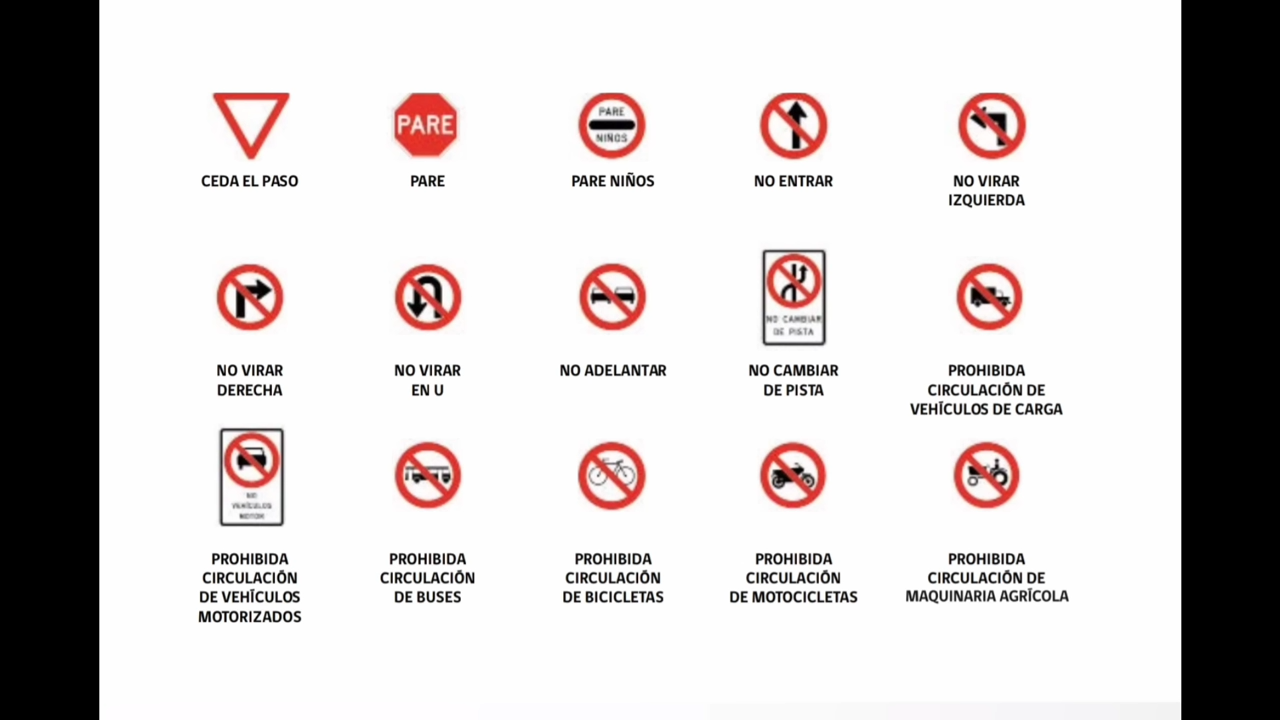 PARE
PARE
NIÑOS
CEDA EL PASO
PARE
PARE NIÑOS
NO ENTRAR
NO VIRAR
IZQUIERDA
NO CAMBIAR
DE PISTA
NO VIRAR
DERECHA
NO VIRAR
EN U
NO ADELANTAR
NO CAMBIAR
DE PISTA
PROHIBIDA
CIRCULACIÓN DE
VEHÍCULOS DE CARGA
NO
VEHÍCULOS
MOTOR
PROHIBIDA
CIRCULACIÓN
DE VEHÍCULOS
MOTORIZADOS
PROHIBIDA
CIRCULACIÓN
DE BUSES
PROHIBIDA
CIRCULACIÓN
DE BICICLETAS
PROHIBIDA
CIRCULACIÓN
DE MOTOCICLETAS
PROHIBIDA
CIRCULACIÓN DE
MAQUINARIA AGRÍCOLA